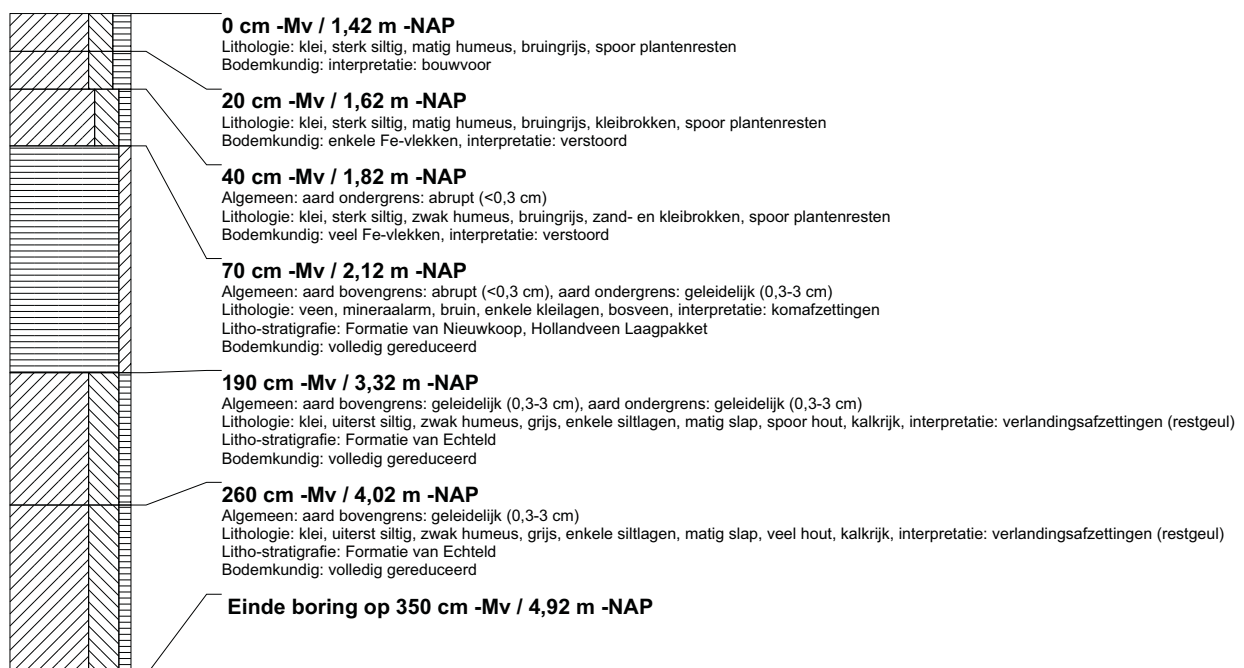 0 cm -Mv / 1,42 m -NAP
Lithologie: klei, sterk siltig, matig humeus, bruingrijs, spoor plantenresten
Bodemkundig: interpretatie: bouwvoor
20 cm -Mv / 1,62 m -NAP
Lithologie: klei, sterk siltig, matig humeus, bruingrijs, kleibrokken, spoor plantenresten
Bodemkundig: enkele Fe-vlekken, interpretatie: verstoord
40 cm -Mv / 1,82 m -NAP
Algemeen: aard ondergrens: abrupt (<0,3 cm)
Lithologie: klei, sterk siltig, zwak humeus, bruingrijs, zand- en kleibrokken, spoor plantenresten
Bodemkundig: veel Fe-vlekken, interpretatie: verstoord
70 cm -Mv / 2,12 m -NAP
Algemeen: aard bovengrens: abrupt (<0,3 cm), aard ondergrens: geleidelijk (0,3-3 cm)
Lithologie: veen, mineraalarm, bruin, enkele kleilagen, bosveen, interpretatie: komafzettingen
Litho-stratigrafie: Formatie van Nieuwkoop, Hollandveen Laagpakket
Bodemkundig: volledig gereduceerd
190 cm -Mv / 3,32 m -NAP
Algemeen: aard bovengrens: geleidelijk (0,3-3 cm), aard ondergrens: geleidelijk (0,3-3 cm)
Lithologie: klei, uiterst siltig, zwak humeus, grijs, enkele siltlagen, matig slap, spoor hout, kalkrijk, interpretatie: verlandingsafzettingen (restgeul)
Litho-stratigrafie: Formatie van Echteld
Bodemkundig: volledig gereduceerd
260 cm -Mv / 4,02 m -NAP
Algemeen: aard bovengrens: geleidelijk (0,3-3 cm)
Lithologie: klei, uiterst siltig, zwak humeus, grijs, enkele siltlagen, matig slap, veel hout, kalkrijk, interpretatie: verlandingsafzettingen (restgeul)
Litho-stratigrafie: Formatie van Echteld
Bodemkundig: volledig gereduceerd
Einde boring op 350 cm -Mv / 4,92 m -NAP